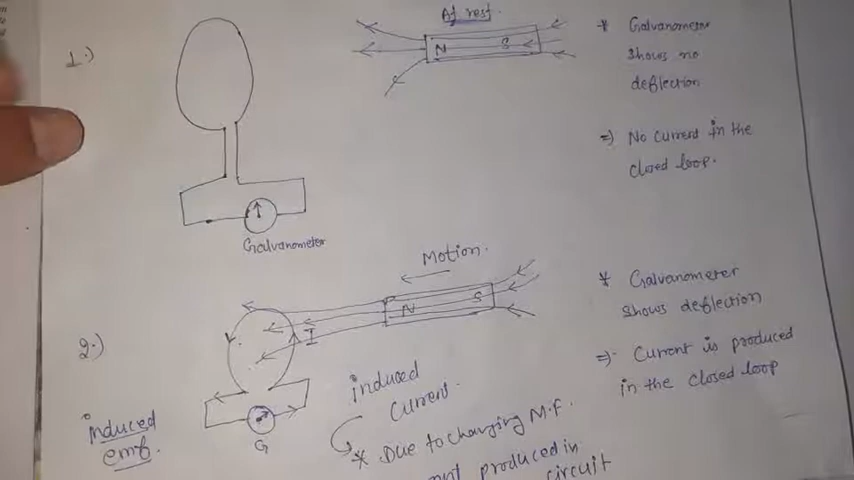 1.)
At rest.
N S
* Galvanometer
shows no
deflection
=) No current in the
closed loop.
Galvanometer
2.)
Motion.
N S
I
G
* Galvanometer
shows deflection
=) Current is produced
in the closed loop
induced
emf.
induced
current.
* Due to changing M.F.
produced in
circuit